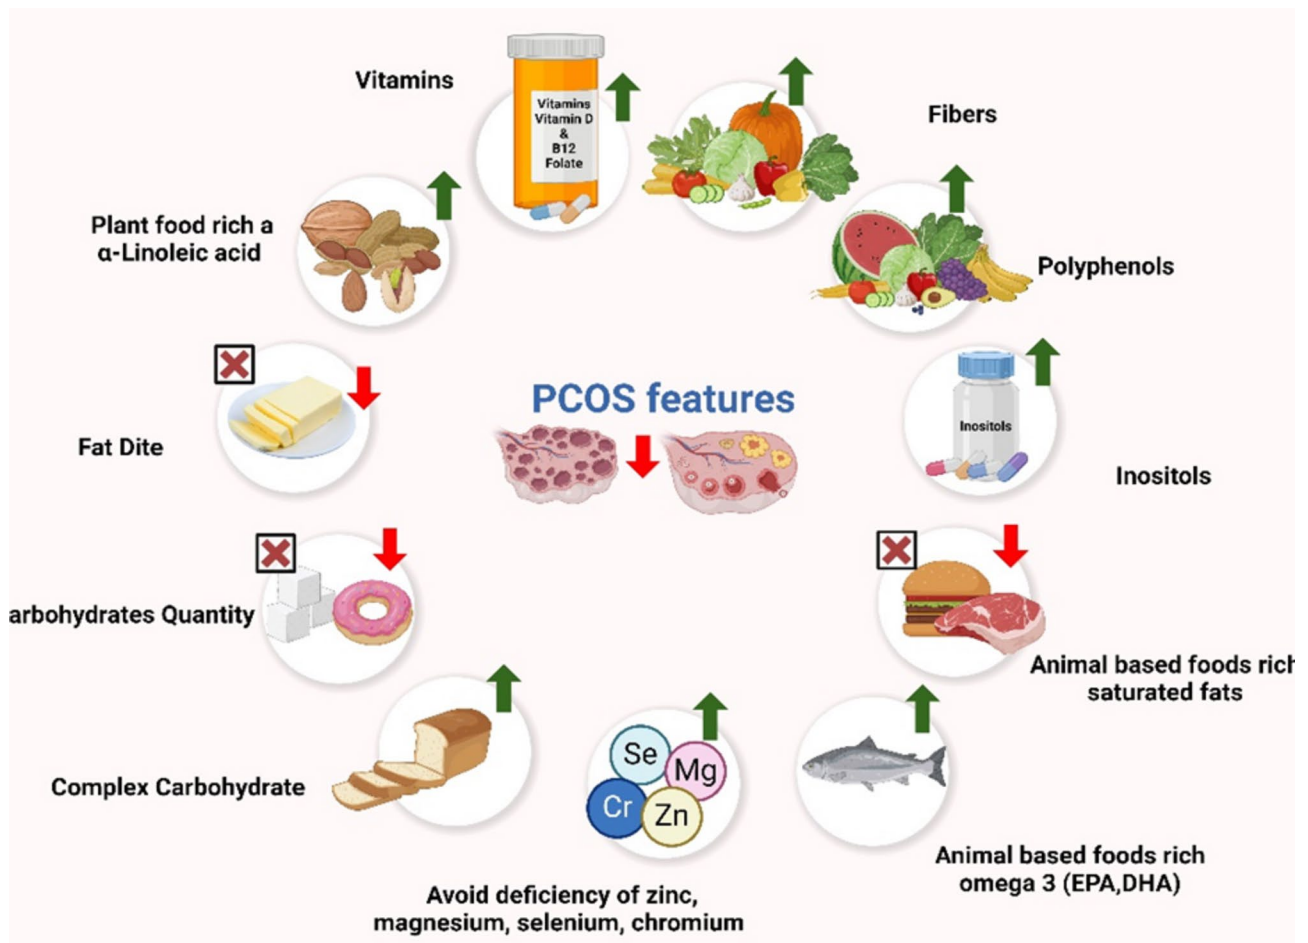 Vitamins
Vitamins
Vitamin D
&
B12
Folate
Fibers
Plant food rich a
α-Linoleic acid
Polyphenols
PCOS features
Inositols
Inositols
Fat Dite
arbohydrates Quantity
Animal based foods rich
saturated fats
Complex Carbohydrate
Se
Mg
Cr
Zn
Animal based foods rich
omega 3 (EPA,DHA)
Avoid deficiency of zinc,
magnesium, selenium, chromium